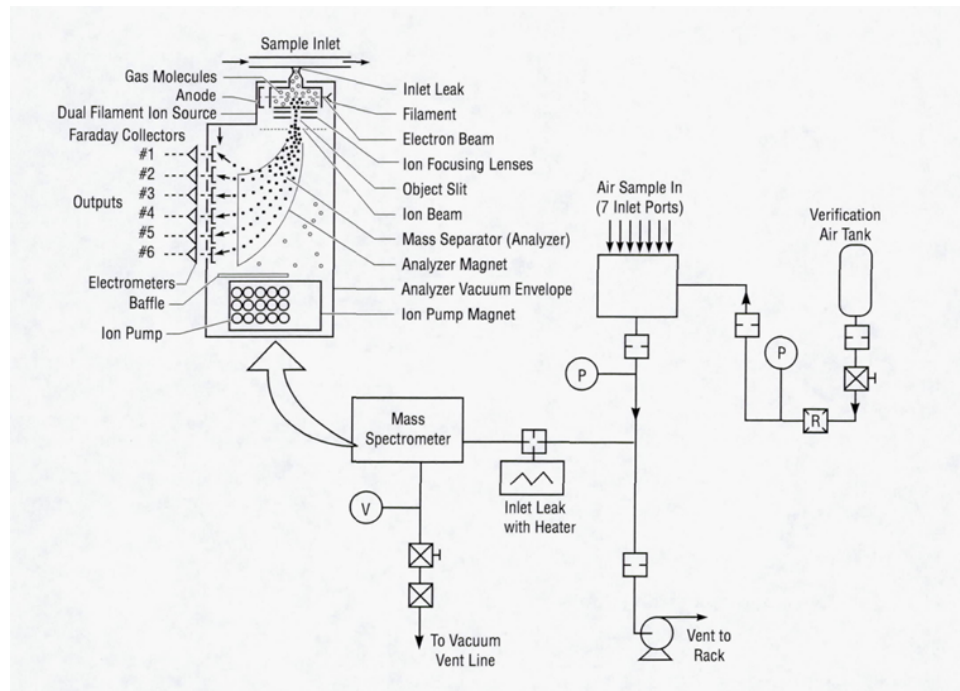 Sample Inlet
Gas Molecules
Anode
Dual Filament Ion Source
Faraday Collectors
#1
#2
#3
Outputs
#4
#5
#6
Electrometers
Baffle
Ion Pump
Inlet Leak
Filament
Electron Beam
Ion Focusing Lenses
Object Slit
Ion Beam
Mass Separator (Analyzer)
Analyzer Magnet
Analyzer Vacuum Envelope
Ion Pump Magnet
Air Sample In
(7 Inlet Ports)
Verification
Air Tank
P
P
R
Mass
Spectrometer
Inlet Leak
with Heater
V
To Vacuum
Vent Line
Vent to
Rack